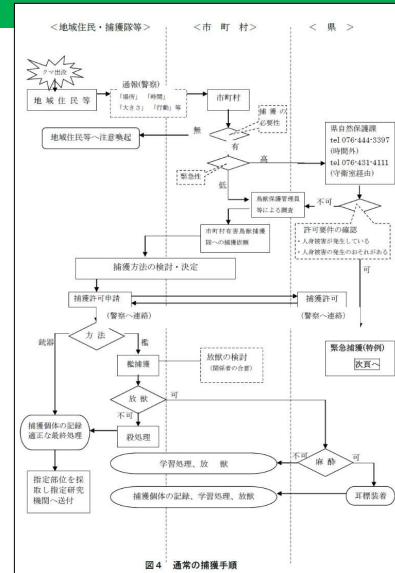 ＜地域住民・捕獲隊等＞
＜市 町 村＞
＜ 県 ＞
クマ出没
地 域 住 民 等
通報(警察)
「場所」 「時間」
「大きさ」「行動」等
市町村
捕 獲 の
必要性
無
有
地域住民等へ注意喚起
緊急性
高
低
県自然保護課
tel 076-444-3397
(時間外)
tel 076-431-4111
(守衛室経由)
鳥獣保護管理員
等による調査
不可
許可要件の確認
・人身被害が発生している
・人身被害の発生のおそれがある
市町村有害鳥獣捕獲
隊への捕獲依頼
捕獲方法の検討・決定
可
捕獲許可申請
捕獲許可
(警察へ連絡)
(警察へ連絡)
緊急捕獲(特例)
次頁へ
方 法
銃器
檻
檻捕獲
放獣の検討
(関係者の合意)
放 獣
可
不可
捕獲個体の記録
適正な最終処理
殺処理
学習処理、放 獣
不可
麻 酔
可
指定部位を採
取し指定研究
機関へ送付
捕獲個体の記録、学習処理、放獣
耳標装着
図４ 通常の捕獲手順